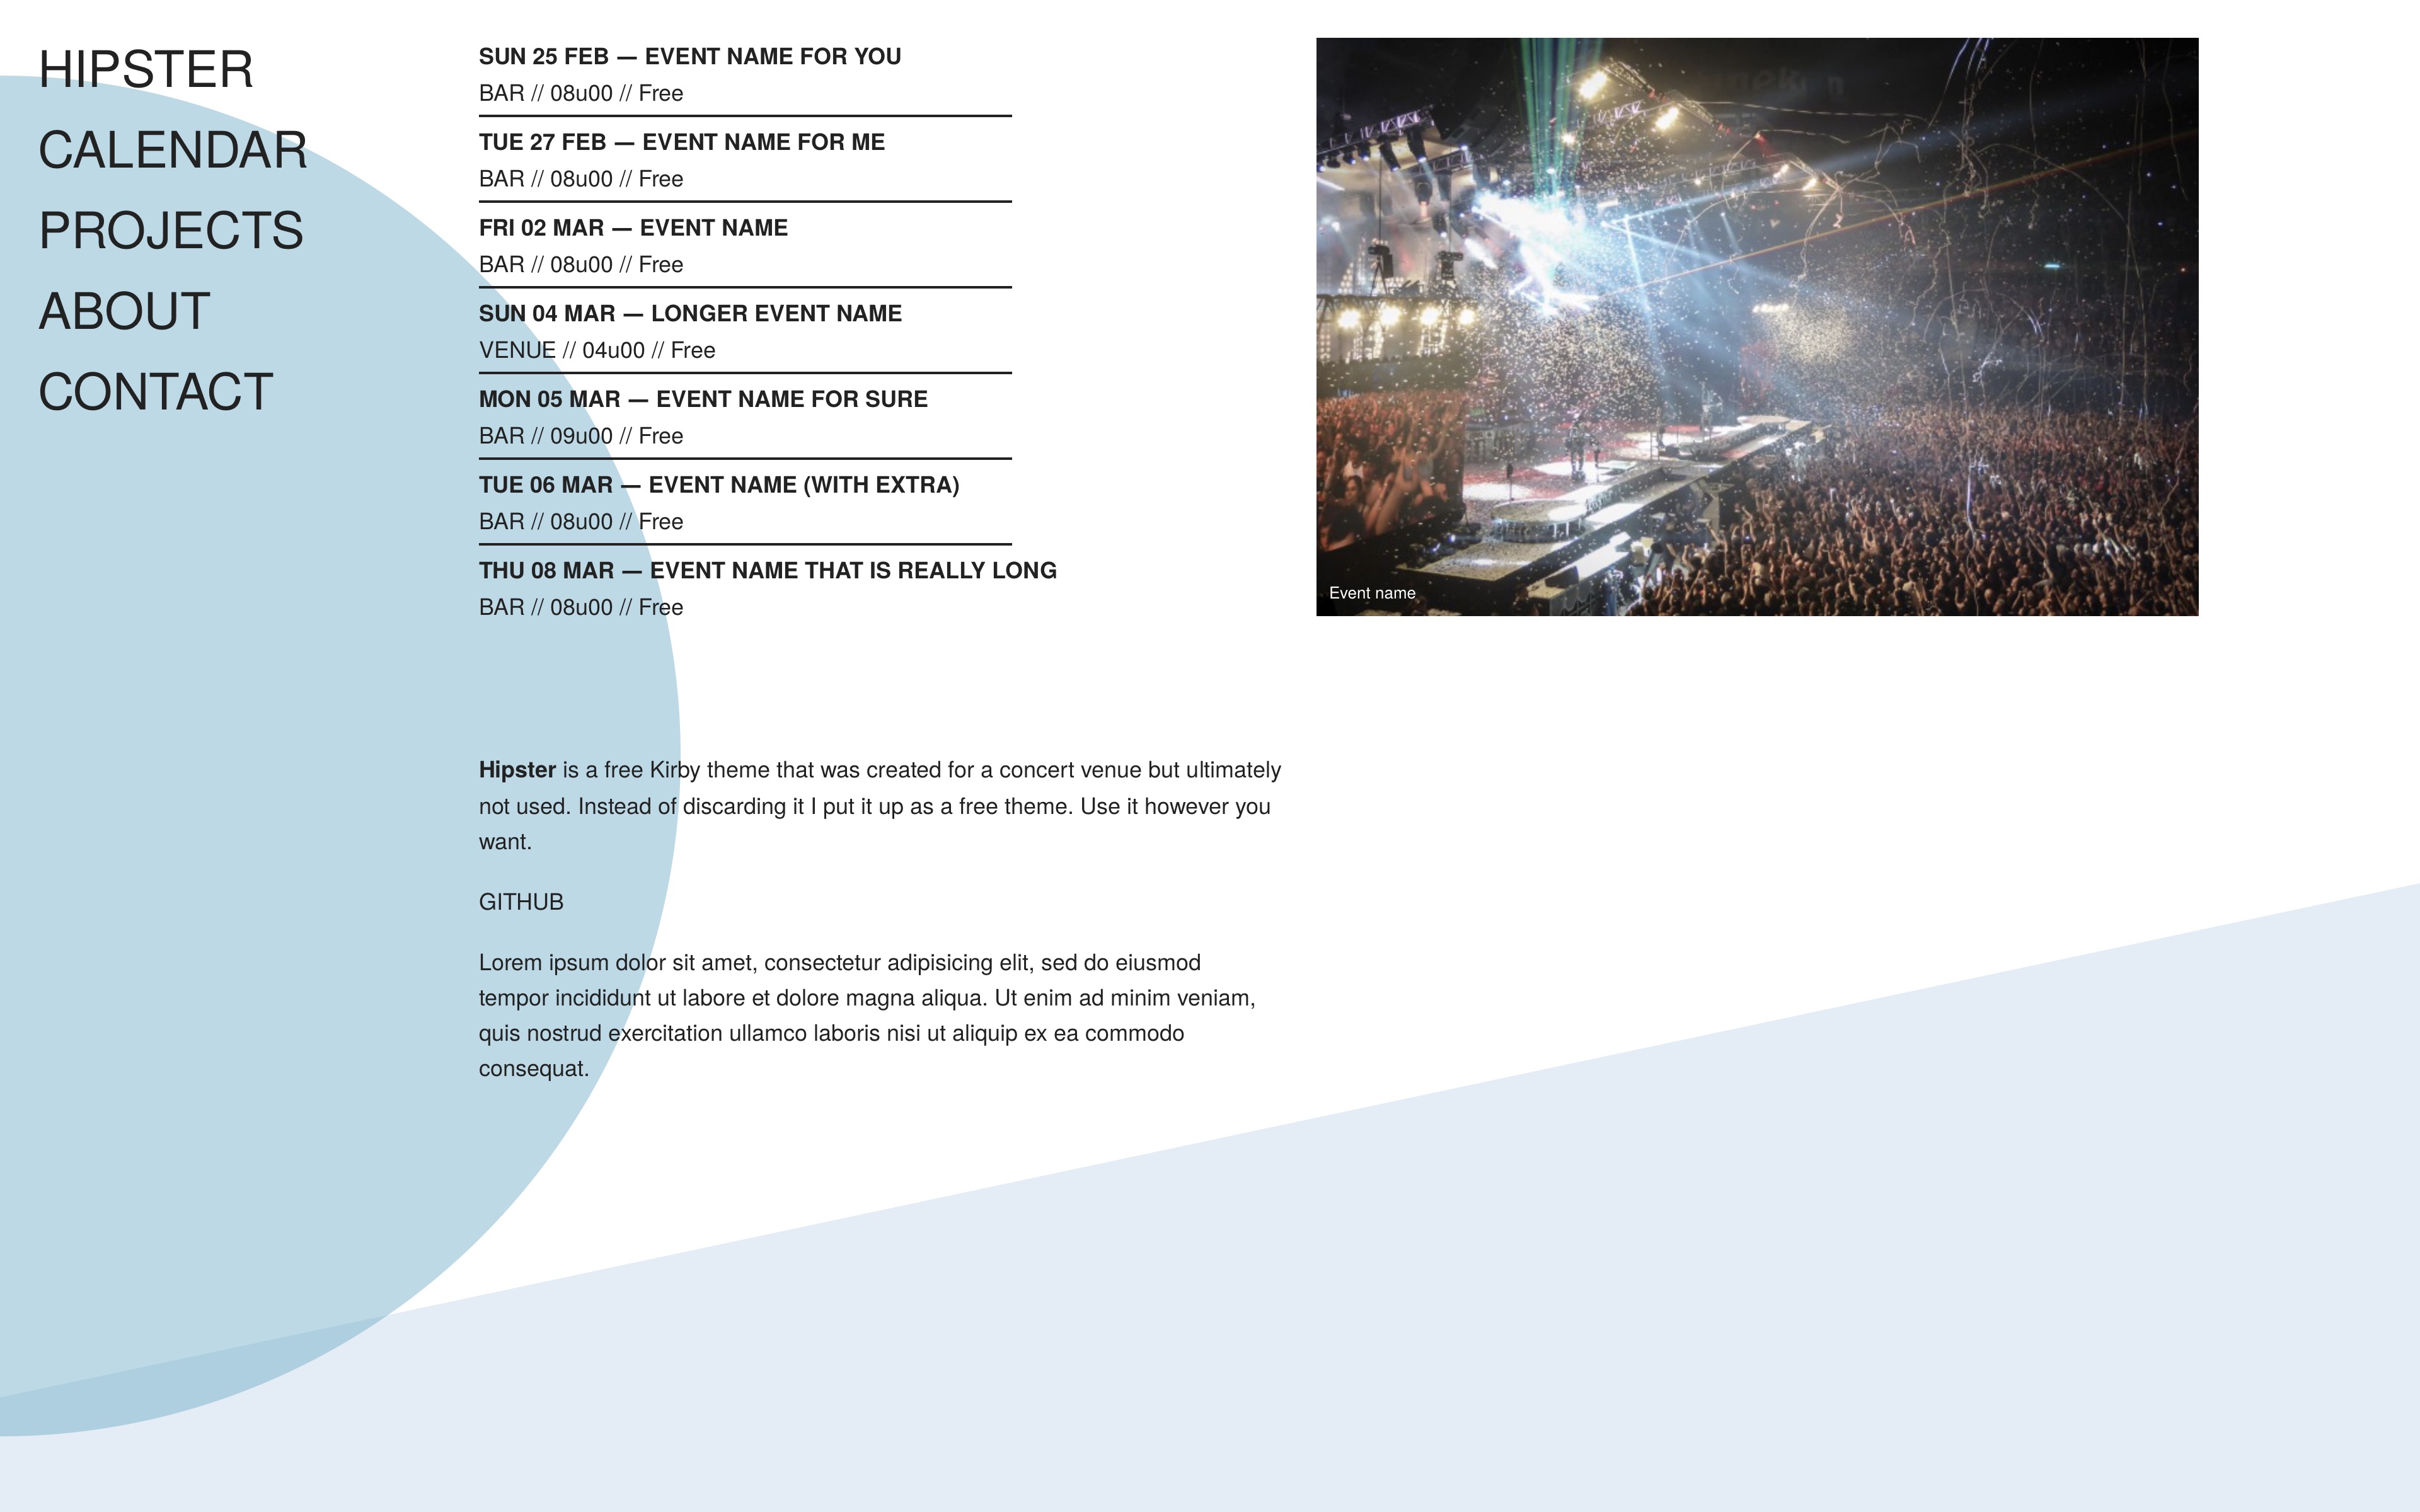 HIPSTER
CALENDAR
PROJECTS
ABOUT
CONTACT
SUN 25 FEB — EVENT NAME FOR YOU
BAR // 08u00 // Free
TUE 27 FEB — EVENT NAME FOR ME
BAR // 08u00 // Free
FRI 02 MAR — EVENT NAME
BAR // 08u00 // Free
SUN 04 MAR — LONGER EVENT NAME
VENUE // 04u00 // Free
MON 05 MAR — EVENT NAME FOR SURE
BAR // 09u00 // Free
TUE 06 MAR — EVENT NAME (WITH EXTRA)
BAR // 08u00 // Free
THU 08 MAR — EVENT NAME THAT IS REALLY LONG
BAR // 08u00 // Free
Event name
Hipster is a free Kirby theme that was created for a concert venue but ultimately
not used. Instead of discarding it I put it up as a free theme. Use it however you
want.
GITHUB
Lorem ipsum dolor sit amet, consectetur adipisicing elit, sed do eiusmod
tempor incididunt ut labore et dolore magna aliqua. Ut enim ad minim veniam,
quis nostrud exercitation ullamco laboris nisi ut aliquip ex ea commodo
consequat.